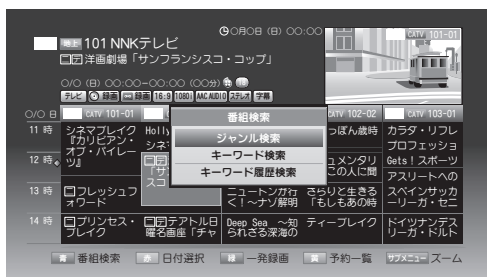 🕒○月○日（日）○○:○○
地上 101 NNKテレビ
洋画劇場「サンフランシスコ・コップ」
CATV 101-01
○/○（日）○○:○○−○○:○○（○○分）
テレビ 録画 録画 16:9 1080i AAC AUDIO ステレオ 字幕
○/○ 日 CATV 101-01 CATV 102-02 CATV 103-01
11 時 シネマブレイク『カリビアン・オブ・バイレーツ』
Holly
シネ
っぽん歳時
カラダ・リフレ
プロフェッショ
番組検索
ジャンル検索
キーワード検索
キーワード履歴検索
12 時
「サ
スコ
ュメンタリ
この人に聞
Gets！スポーツ
アスリートへの
13 時 フレッシュフォワード
ニュートンが行く！〜ナゾ解明
さらりと生きる「もしもあの時
スペインサッカーリーガ・セニ
14 時 プリンセス・ブレイク
テアトル日曜名画座「チャ
Deep Sea 〜知られざる深海の
ティーブレイク
ドイツサンデスリーガ・ドルト
青 番組検索 赤 日付選択 緑 一発録画 黄 予約一覧 サブメニュー ズーム